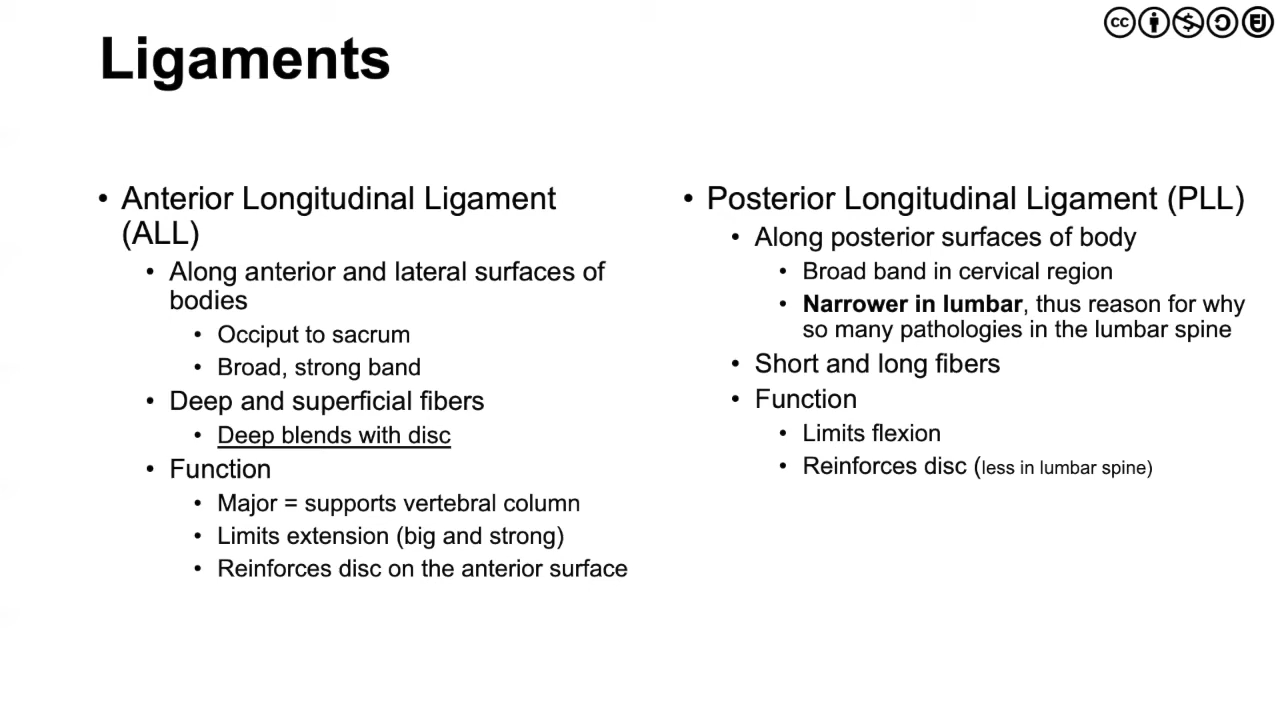 Ligaments
• Anterior Longitudinal Ligament
(ALL)
• Along anterior and lateral surfaces of
bodies
• Occiput to sacrum
• Broad, strong band
• Deep and superficial fibers
• Deep blends with disc
• Function
• Major = supports vertebral column
• Limits extension (big and strong)
• Reinforces disc on the anterior surface
• Posterior Longitudinal Ligament (PLL)
• Along posterior surfaces of body
• Broad band in cervical region
• Narrower in lumbar, thus reason for why
so many pathologies in the lumbar spine
• Short and long fibers
• Function
• Limits flexion
• Reinforces disc (less in lumbar spine)
cc